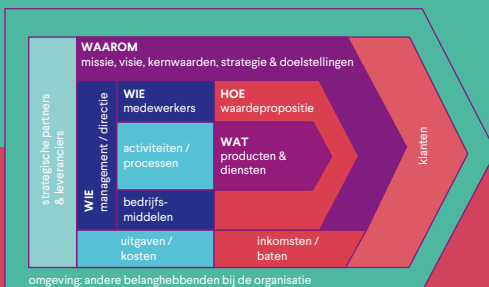 WAAROM
missie, visie, kernwaarden, strategie & doelstellingen
strategische partners
& leveranciers
WIE
management / directie
WIE
medewerkers
HOE
waardepropositie
activiteiten /
processen
WAT
producten &
diensten
bedrijfs-
middelen
uitgaven /
kosten
inkomsten /
baten
klanten
omgeving: andere belanghebbenden bij de organisatie